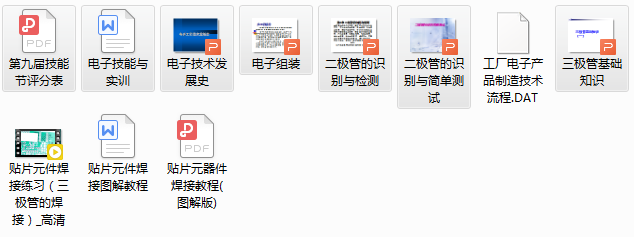 PDF
W
P
P
P
P
P
第九届技能
节评分表
电子技能与
实训
电子技术发
展史
电子组装
二极管的识
别与检测
二极管的识
别与简单测
试
工厂电子产
品制造技术
流程.DAT
三极管基础
知识
W
PDF
贴片元件焊
接练习（三
极管的焊
接）_高清
贴片元件焊
接图解教程
贴片元器件
焊接教程(
图解版)